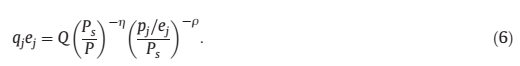 $q_j e_j = Q \left( \frac{P_s}{P} \right)^{-\eta} \left( \frac{p_j / e_j}{P_s} \right)^{-\rho}.$ (6)